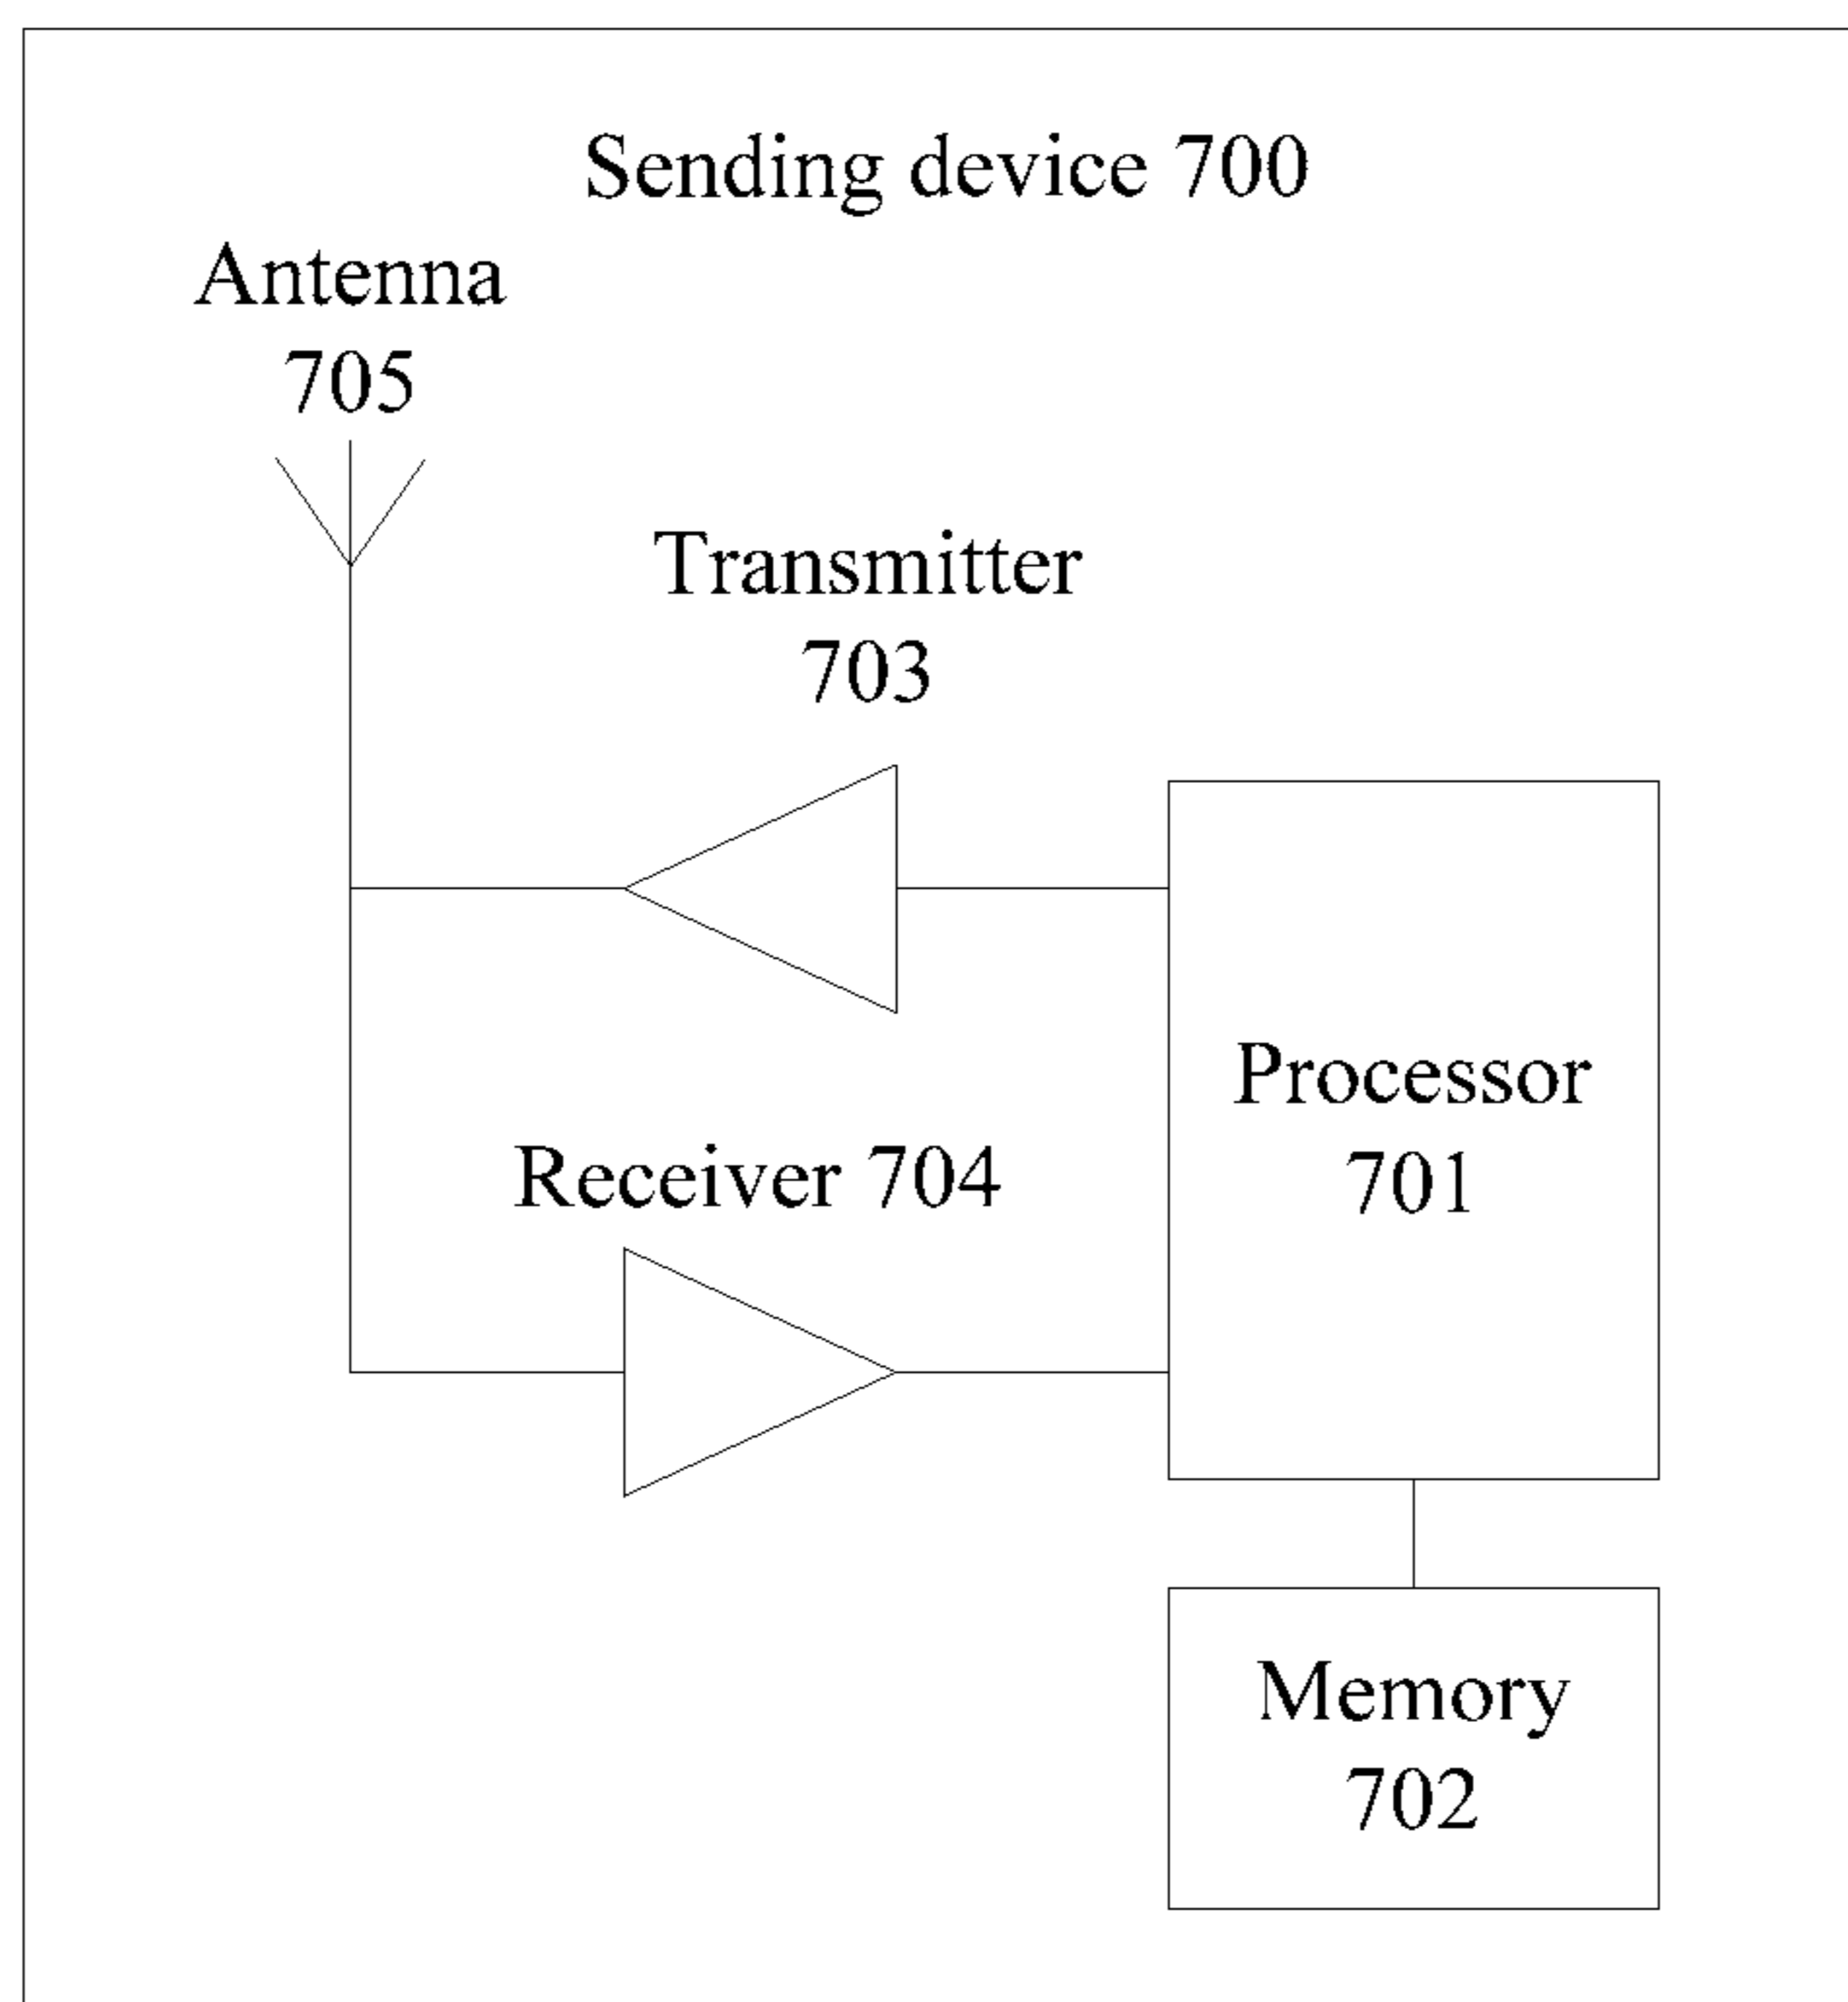 Sending device 700
Antenna
705
Transmitter
703
Processor
701
Receiver 704
Memory
702